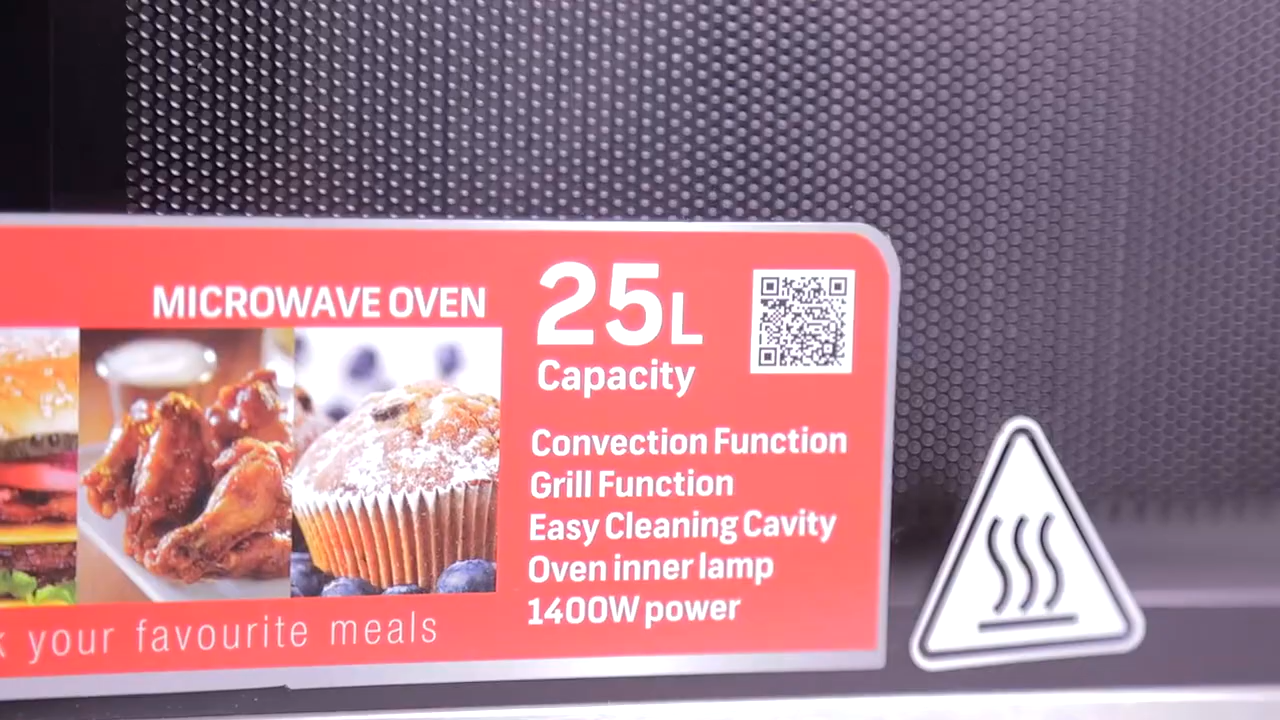 MICROWAVE OVEN
25L
Capacity
Convection Function
Grill Function
Easy Cleaning Cavity
Oven inner lamp
1400W power
your favourite meals